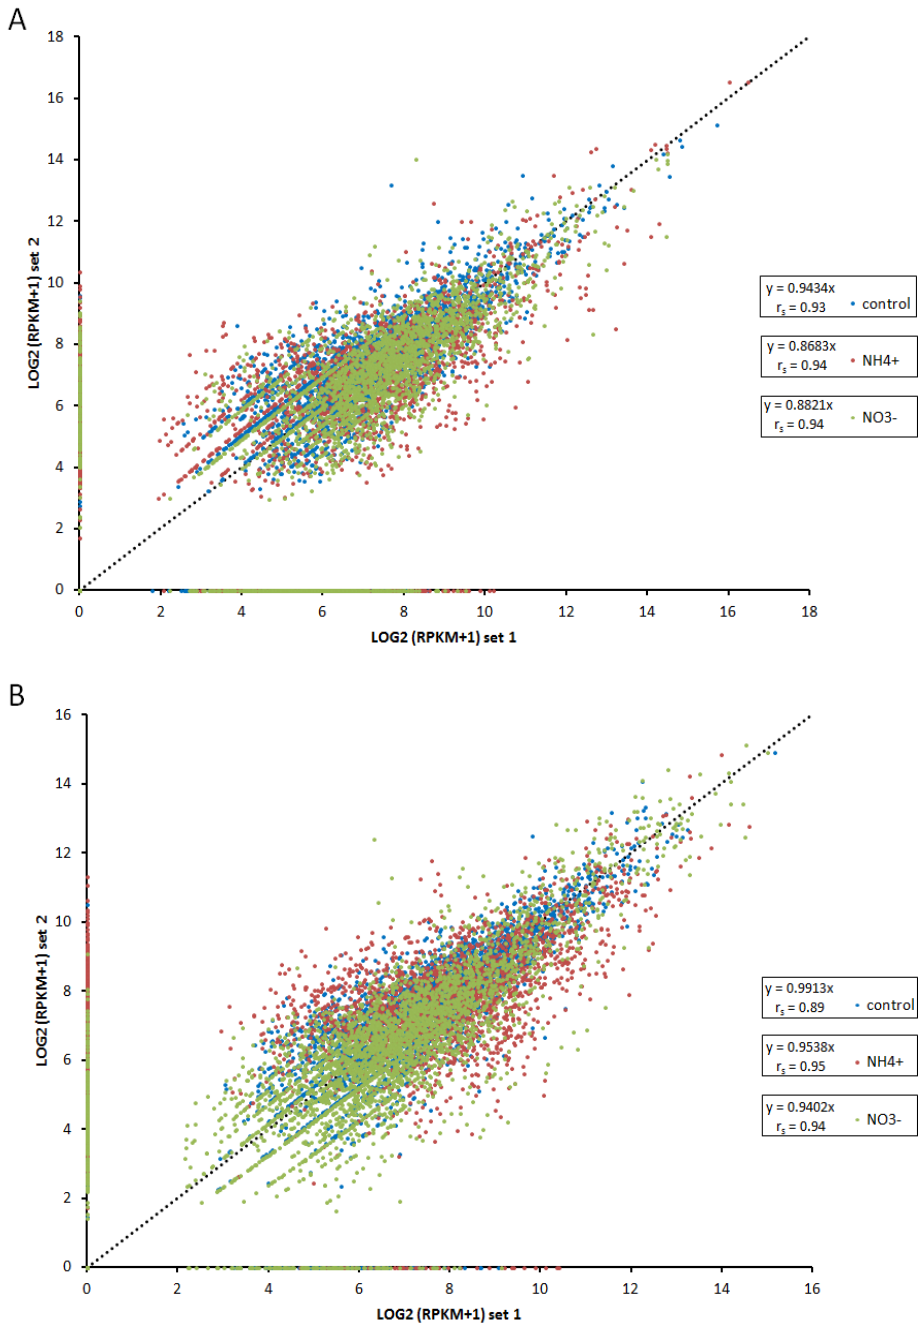 A
18
16
14
12
10
8
6
4
2
0
LOG2 (RPKM+1) set 2
0 2 4 6 8 10 12 14 16 18
LOG2 (RPKM+1) set 1
y = 0.9434x
rs = 0.93
control
y = 0.8683x
rs = 0.94
NH4+
y = 0.8821x
rs = 0.94
NO3-
B
16
14
12
10
8
6
4
2
0
LOG2 (RPKM+1) set 2
0 2 4 6 8 10 12 14 16
LOG2 (RPKM+1) set 1
y = 0.9913x
rs = 0.89
control
y = 0.9538x
rs = 0.95
NH4+
y = 0.9402x
rs = 0.94
NO3-